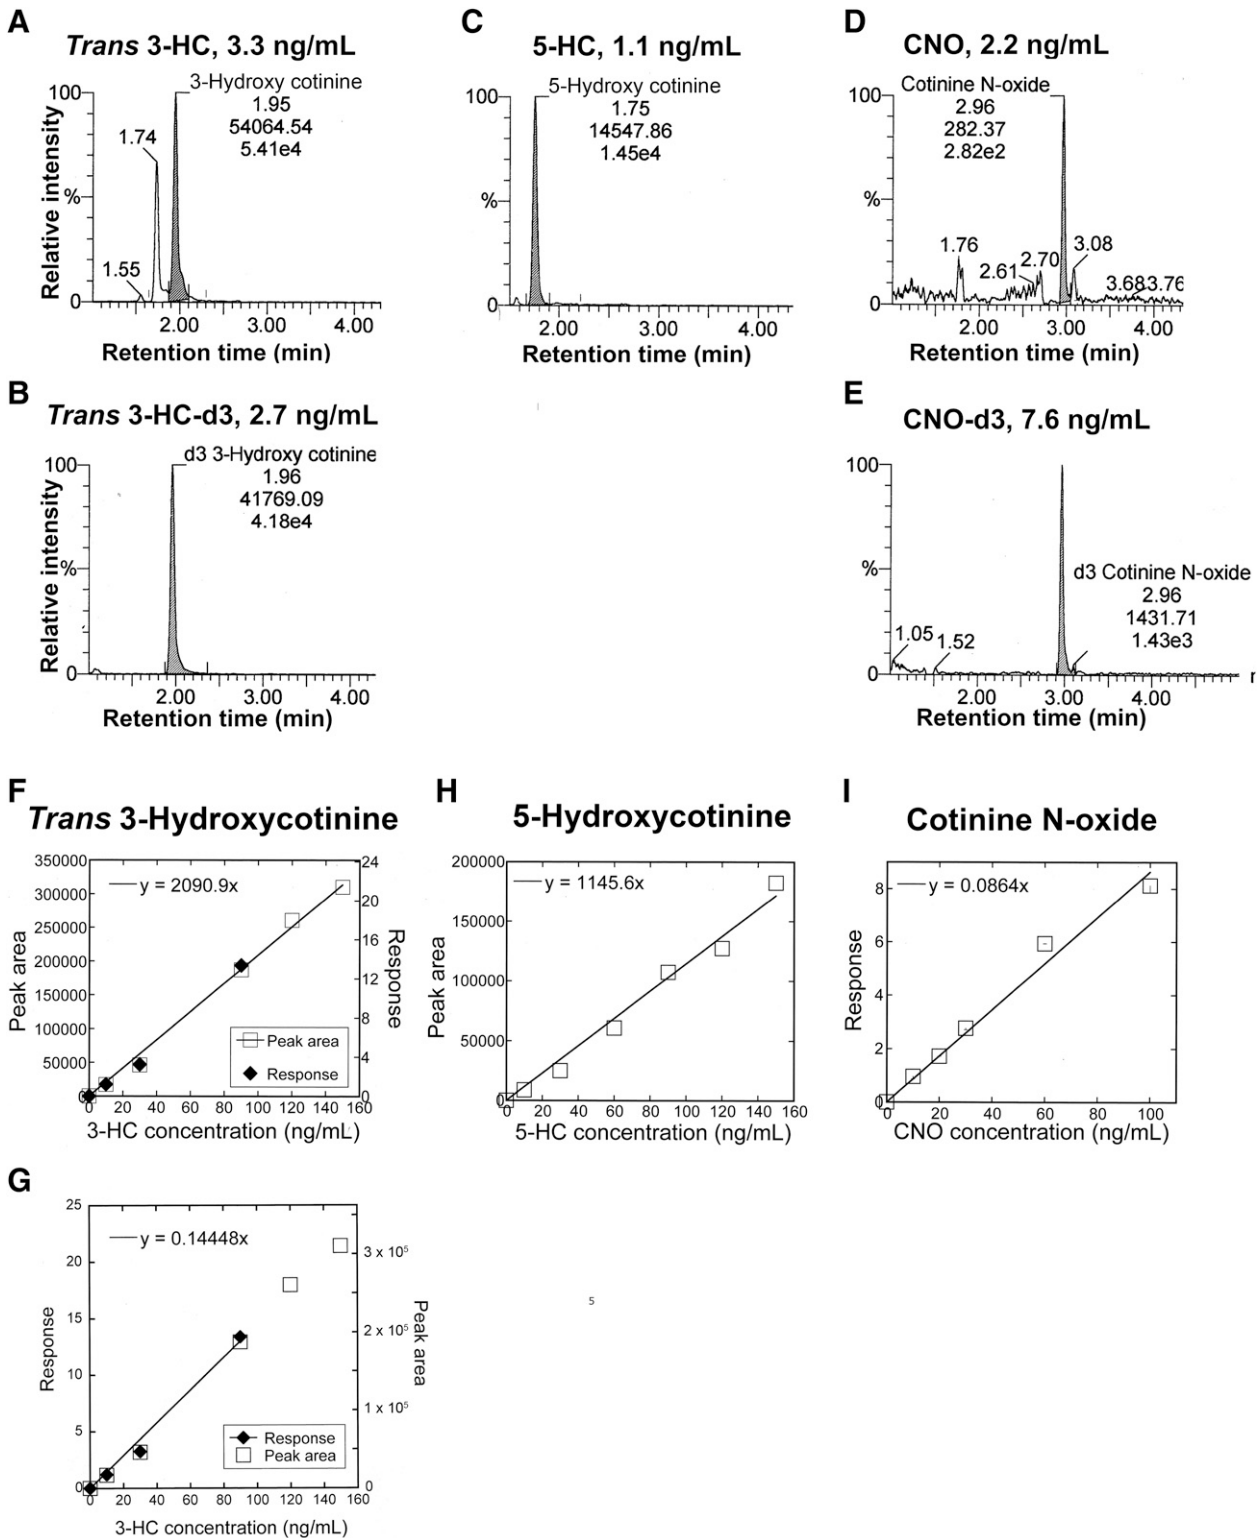 A
Trans 3-HC, 3.3 ng/mL
3-Hydroxy cotinine
1.95
54064.54
5.41e4
1.74
1.55
100
%
0
Relative intensity
2.00 3.00 4.00
Retention time (min)
C
5-HC, 1.1 ng/mL
5-Hydroxy cotinine
1.75
14547.86
1.45e4
100
%
0
2.00 3.00 4.00
Retention time (min)
D
CNO, 2.2 ng/mL
Cotinine N-oxide
2.96
282.37
2.82e2
100
%
0
1.76
2.61
2.70
3.08
3.683.76
2.00 3.00 4.00
Retention time (min)
B
Trans 3-HC-d3, 2.7 ng/mL
d3 3-Hydroxy cotinine
1.96
41769.09
4.18e4
100
%
0
Relative intensity
2.00 3.00 4.00
Retention time (min)
E
CNO-d3, 7.6 ng/mL
100
%
0
d3 Cotinine N-oxide
2.96
1431.71
1.43e3
1.05
1.52
2.00 3.00 4.00
Retention time (min)
F
Trans 3-Hydroxycotinine
y = 2090.9x
350000
300000
250000
200000
150000
100000
50000
0
Peak area
24
20
16
12
8
4
0
Response
Peak area
Response
0 20 40 60 80 100 120 140 160
3-HC concentration (ng/mL)
H
5-Hydroxycotinine
y = 1145.6x
200000
150000
100000
50000
0
Peak area
0 20 40 60 80 100 120 140 160
5-HC concentration (ng/mL)
I
Cotinine N-oxide
y = 0.0864x
8
6
4
2
0
Response
0 20 40 60 80 100
CNO concentration (ng/mL)
G
y = 0.14448x
25
20
15
10
5
0
Response
3 x 10⁵
2 x 10⁵
1 x 10⁵
0
Peak area
Response
Peak area
0 20 40 60 80 100 120 140 160
3-HC concentration (ng/mL)
5